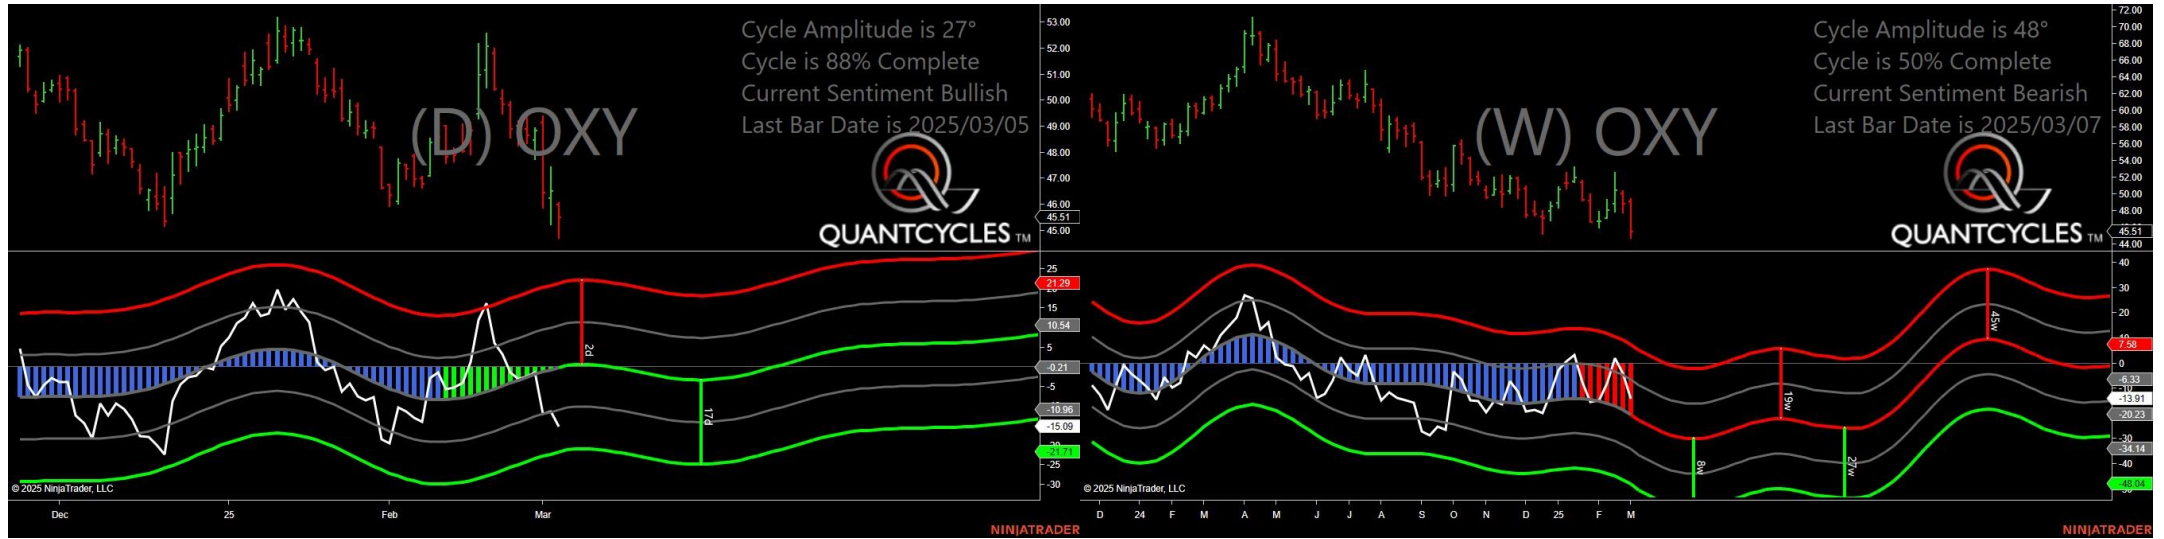 Cycle Amplitude is 27°
Cycle is 88% Complete
Current Sentiment Bullish
Last Bar Date is 2025/03/05
(D) OXY
QUANTCYCLES TM
53.00
52.00
51.00
50.00
49.00
48.00
47.00
46.00
45.51
45.00
25
21.29
15
10.54
5
-0.21
-5
-10.96
-15.09
-21.71
-25
-30
2d
17d
© 2025 NinjaTrader, LLC
Dec 25 Feb Mar
NINJATRADER
Cycle Amplitude is 48°
Cycle is 50% Complete
Current Sentiment Bearish
Last Bar Date is 2025/03/07
(W) OXY
QUANTCYCLES TM
72.00
70.00
68.00
66.00
64.00
62.00
60.00
58.00
56.00
54.00
52.00
50.00
48.00
45.51
44.00
40
30
20
7.58
0
-6.33
-13.91
-20.23
-30
-34.14
-40
-48.04
8w
19w
27w
45w
© 2025 NinjaTrader, LLC
D 24 F M A M J J A S O N D 25 F M
NINJATRADER